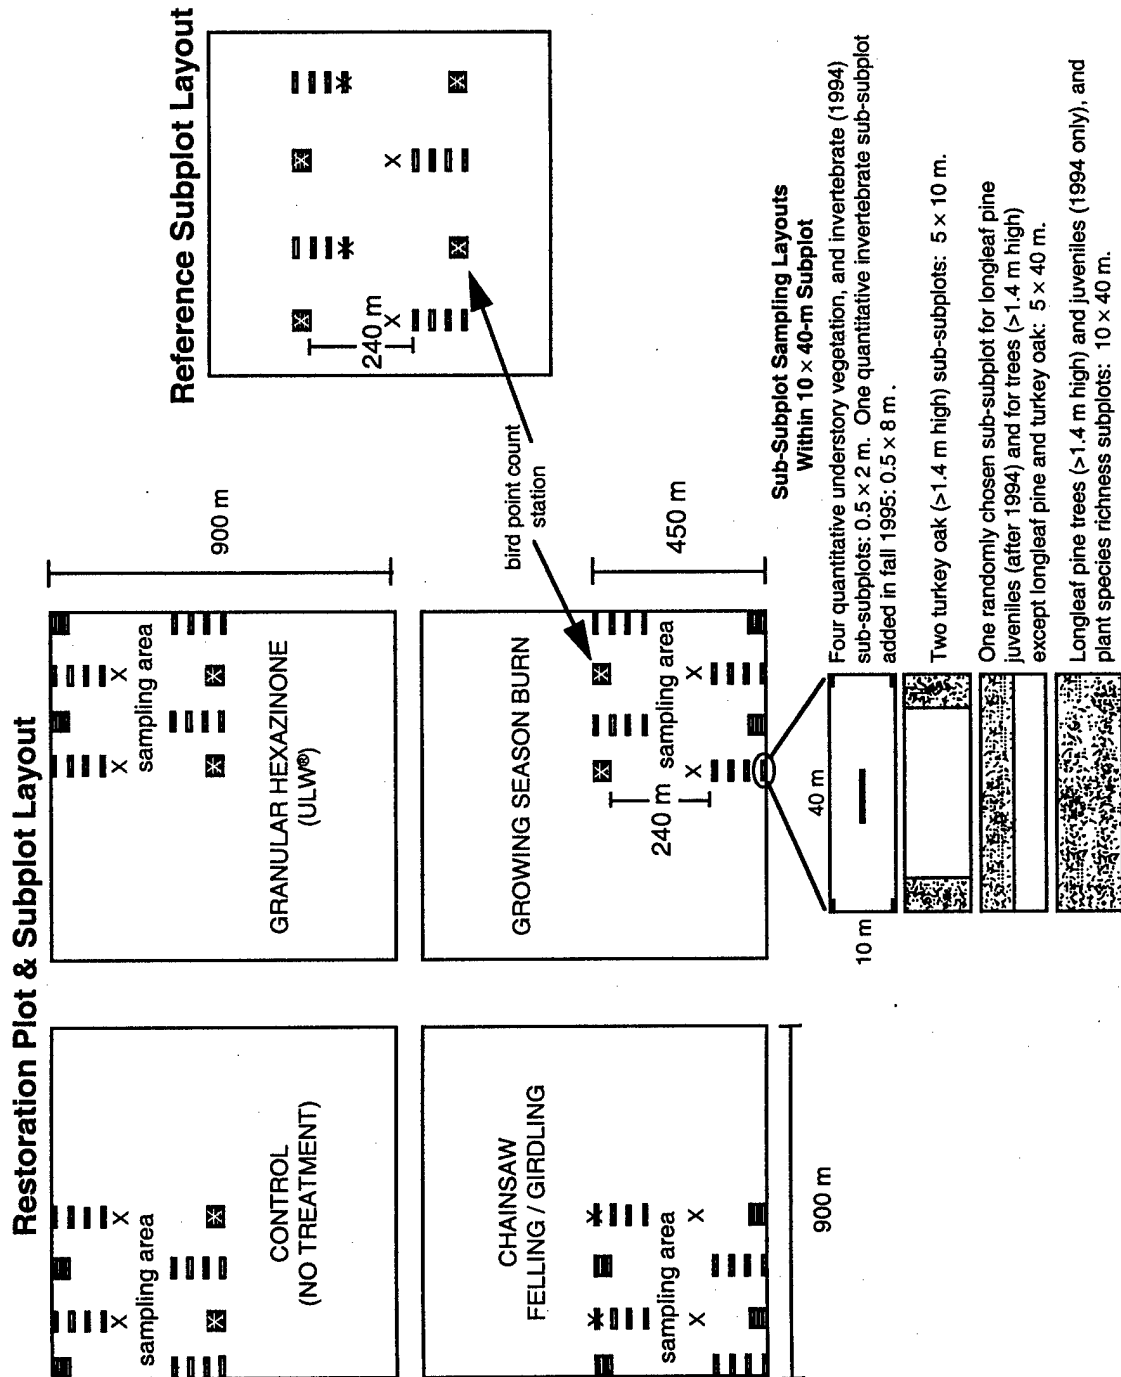 Restoration Plot & Subplot Layout
Reference Subplot Layout
sampling area
CONTROL
(NO TREATMENT)
sampling area
GRANULAR HEXAZINONE
(ULW®)
900 m
CHAINSAW
FELLING / GIRDLING
sampling area
GROWING SEASON BURN
sampling area
240 m
450 m
900 m
240 m
bird point count
station
40 m
10 m
Sub-Subplot Sampling Layouts
Within 10 × 40-m Subplot
Four quantitative understory vegetation, and invertebrate (1994)
sub-subplots: 0.5 × 2 m. One quantitative invertebrate sub-subplot
added in fall 1995: 0.5 × 8 m .
Two turkey oak (>1.4 m high) sub-subplots: 5 × 10 m.
One randomly chosen sub-subplot for longleaf pine
juveniles (after 1994) and for trees (>1.4 m high)
except longleaf pine and turkey oak: 5 × 40 m.
Longleaf pine trees (>1.4 m high) and juveniles (1994 only), and
plant species richness subplots: 10 × 40 m.